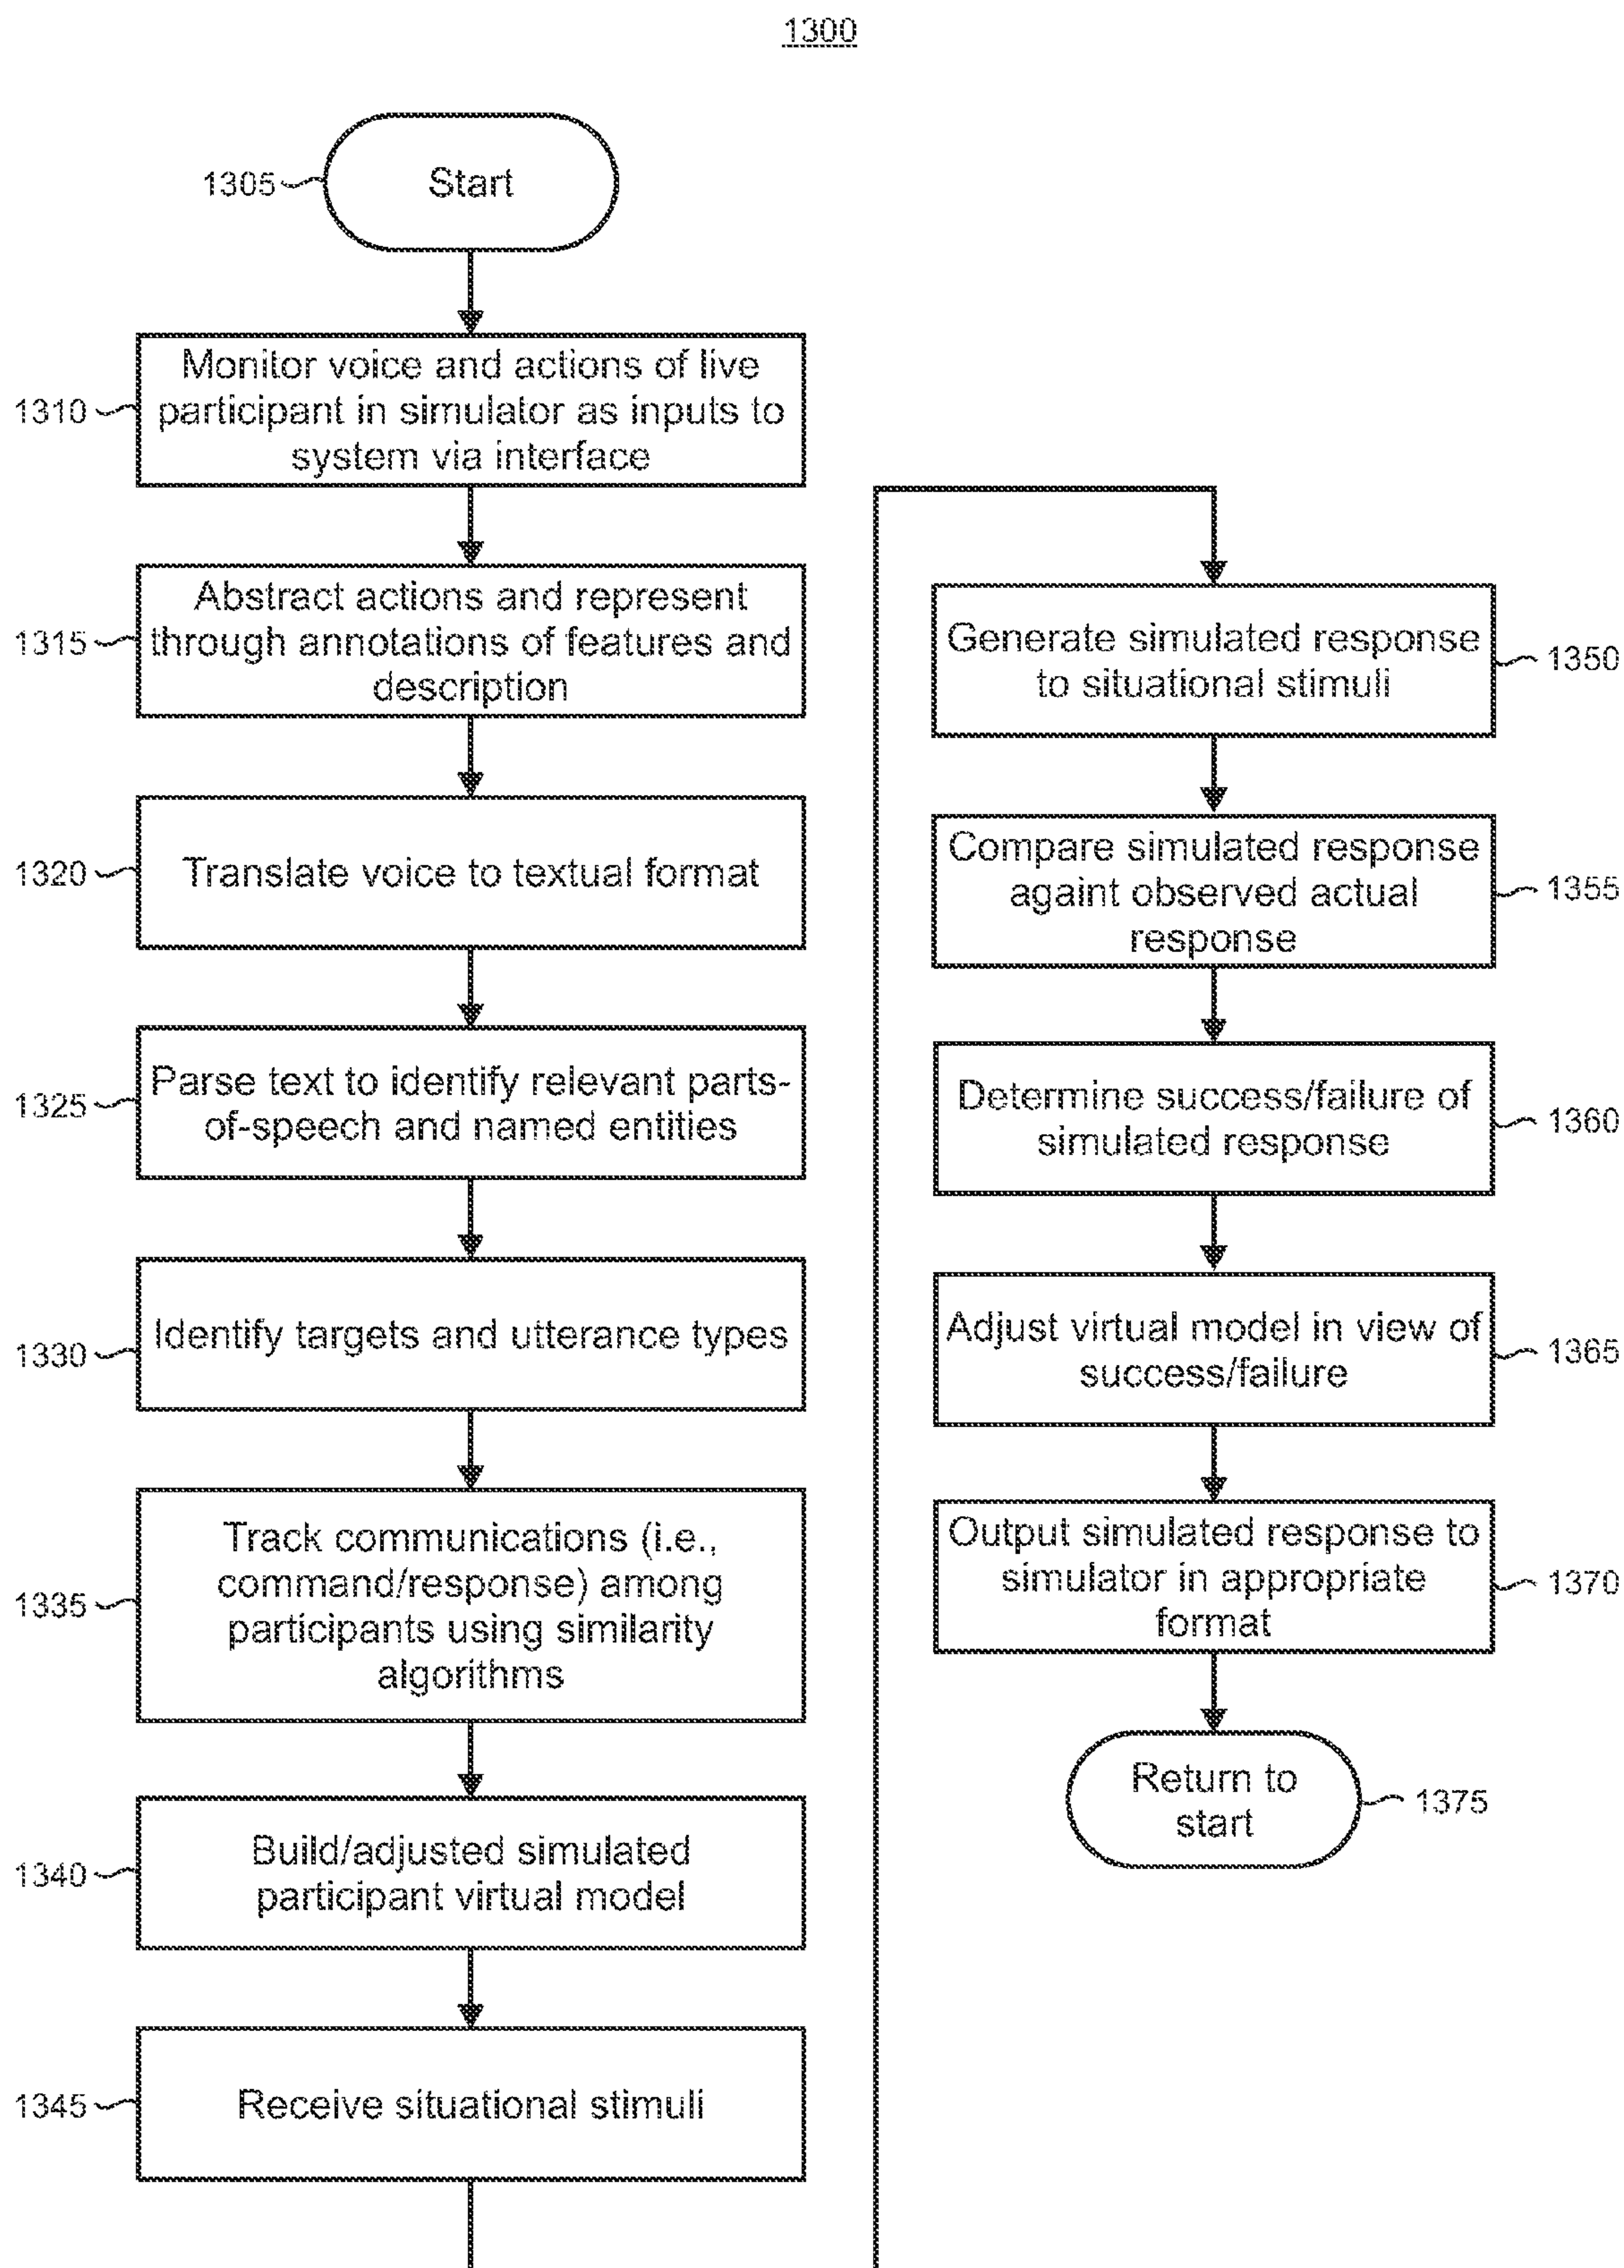 1300
1305
Start
1310
Monitor voice and actions of live
participant in simulator as inputs to
system via interface
1315
Abstract actions and represent
through annotations of features and
description
1320
Translate voice to textual format
1325
Parse text to identify relevant parts-
of-speech and named entities
1330
Identify targets and utterance types
1335
Track communications (i.e.,
command/response) among
participants using similarity
algorithms
1340
Build/adjusted simulated
participant virtual model
1345
Receive situational stimuli
Generate simulated response
to situational stimuli
1350
Compare simulated response
againt observed actual
response
1355
Determine success/failure of
simulated response
1360
Adjust virtual model in view of
success/failure
1365
Output simulated response to
simulator in appropriate
format
1370
Return to
start
1375